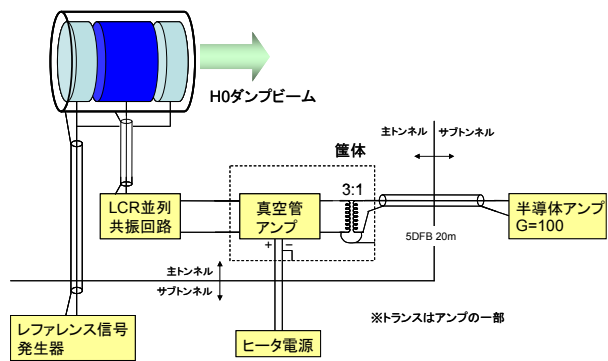 H0ダンプビーム
筐体
主トンネル
サブトンネル
3:1
LCR並列
共振回路
真空管
アンプ
半導体アンプ
G=100
5DFB 20m
+
−
主トンネル
サブトンネル
※トランスはアンプの一部
レファレンス信号
発生器
ヒータ電源